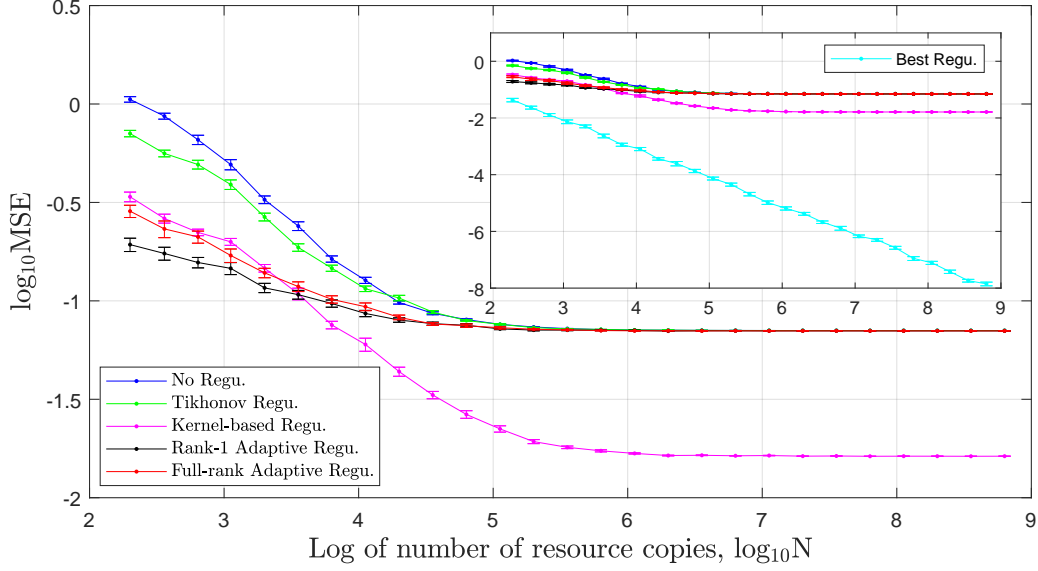 0.5
0
-0.5
-1
-1.5
-2
2 3 4 5 6 7 8 9
log10MSE
Log of number of resource copies, log10N
No Regu.
Tikhonov Regu.
Kernel-based Regu.
Rank-1 Adaptive Regu.
Full-rank Adaptive Regu.
0
-2
-4
-6
-8
2 3 4 5 6 7 8 9
Best Regu.